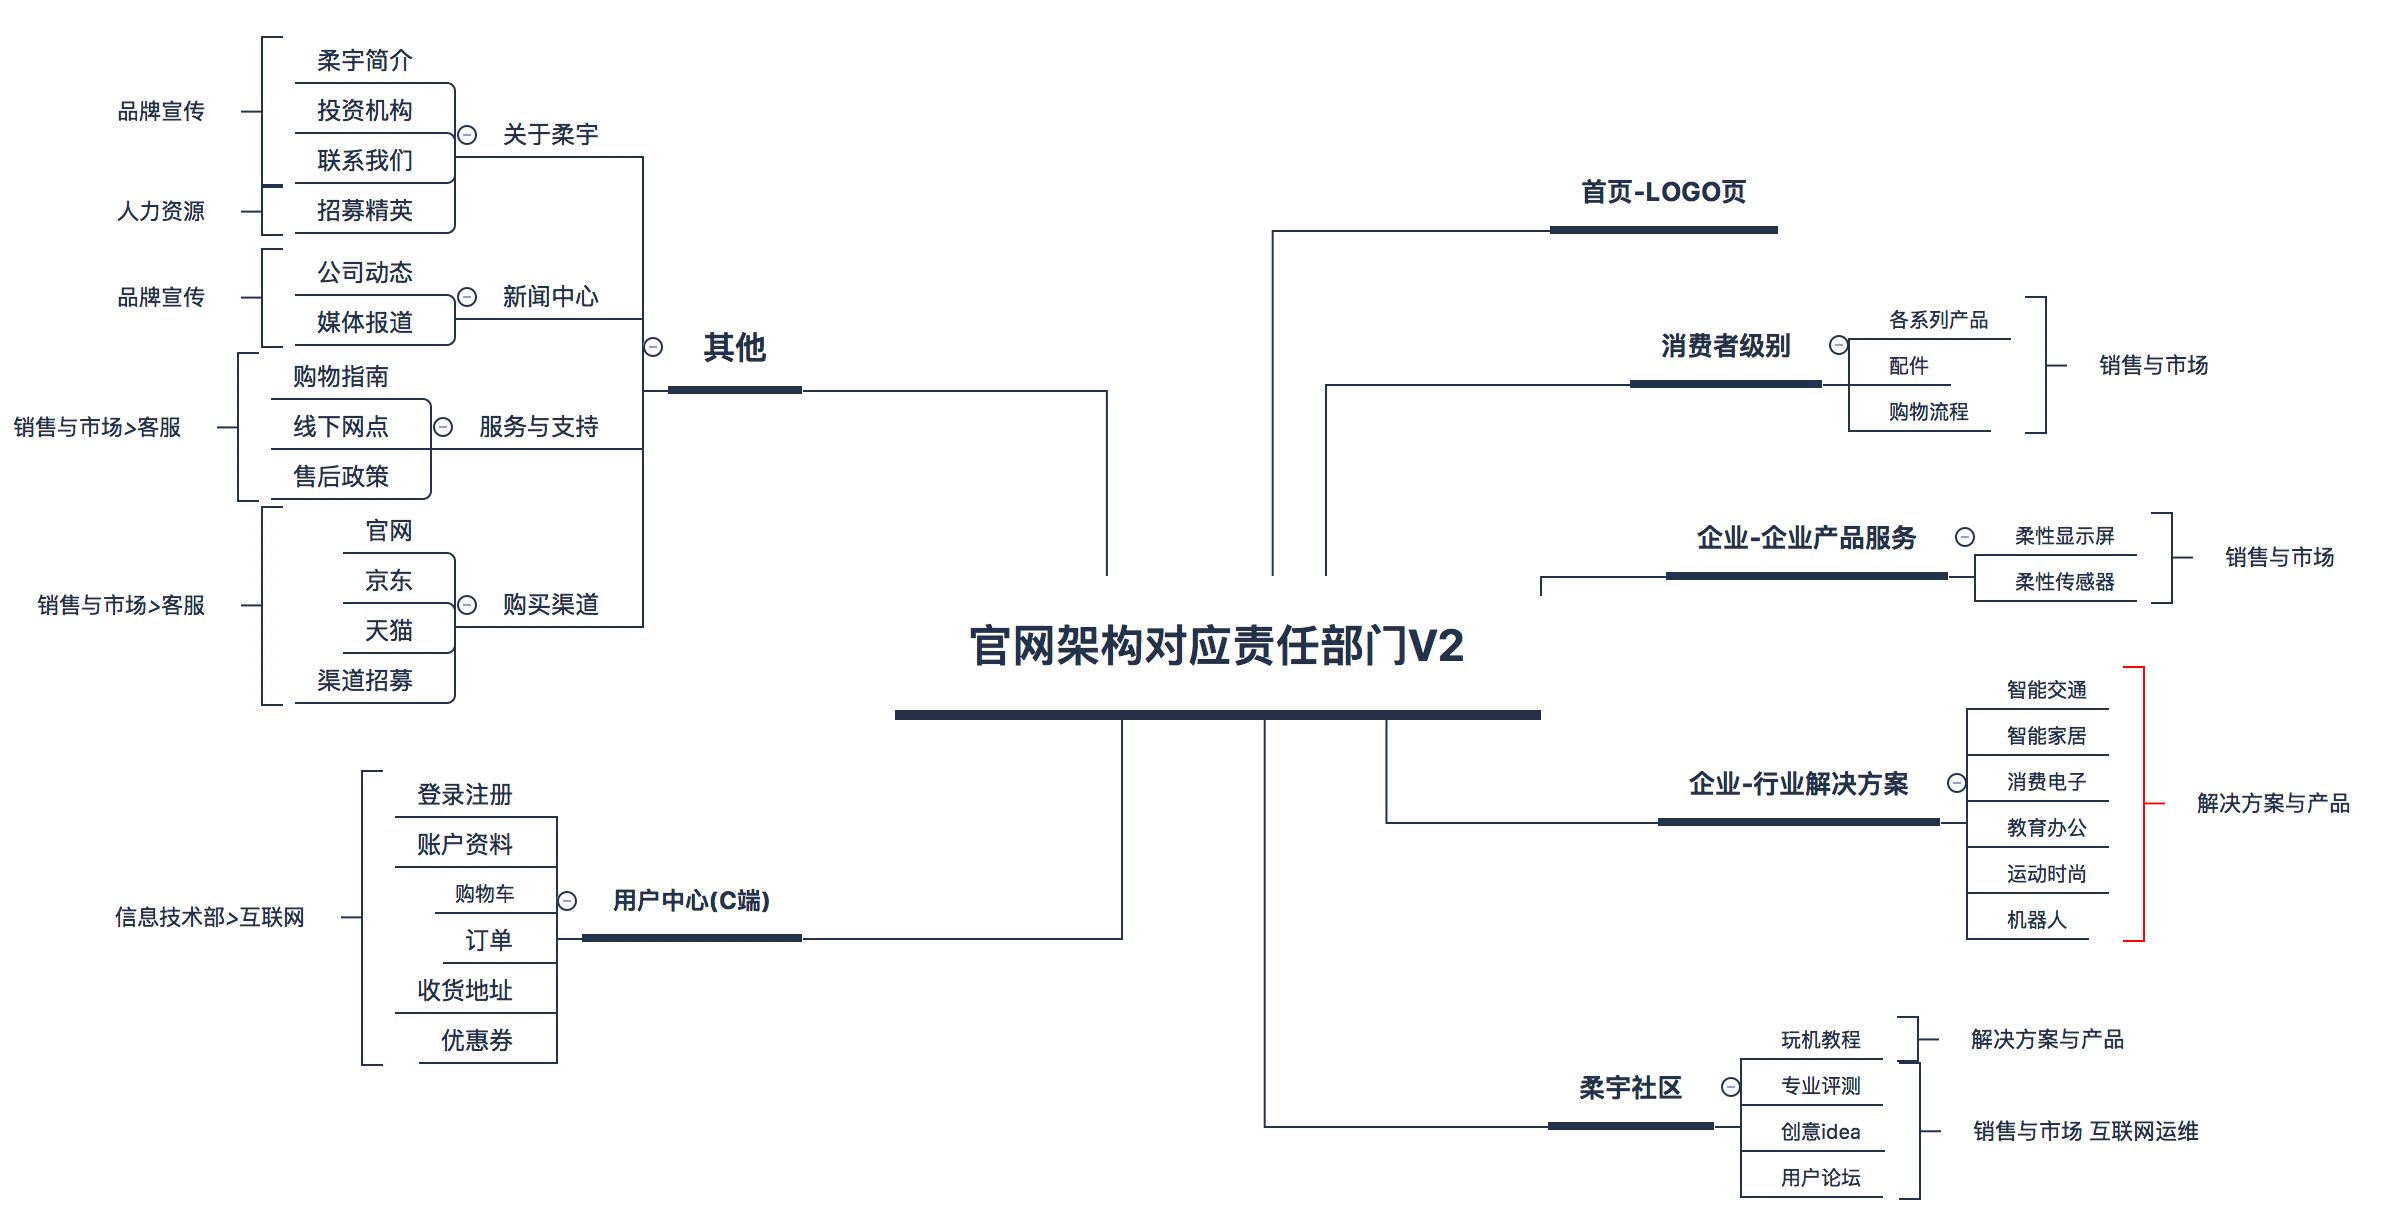 官网架构对应责任部门V2
首页-LOGO页
消费者级别
各系列产品
配件
购物流程
销售与市场
企业-企业产品服务
柔性显示屏
柔性传感器
销售与市场
企业-行业解决方案
智能交通
智能家居
消费电子
教育办公
运动时尚
机器人
解决方案与产品
柔宇社区
玩机教程
专业评测
创意idea
用户论坛
解决方案与产品
销售与市场 互联网运维
用户中心(C端)
登录注册
账户资料
购物车
订单
收货地址
优惠券
信息技术部>互联网
其他
关于柔宇
柔宇简介
投资机构
联系我们
招募精英
品牌宣传
人力资源
新闻中心
公司动态
媒体报道
品牌宣传
服务与支持
购物指南
线下网点
售后政策
销售与市场>客服
购买渠道
官网
京东
天猫
渠道招募
销售与市场>客服